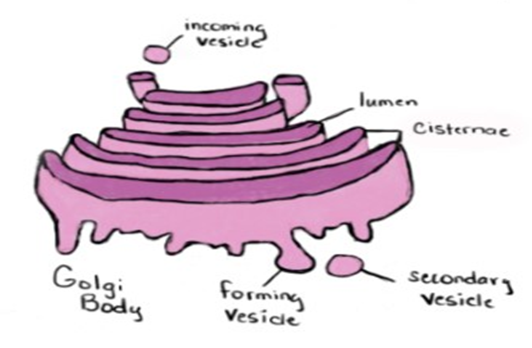 incoming
vesicle
lumen
Cisternae
Golgi
Body
forming
vesicle
secondary
vesicle